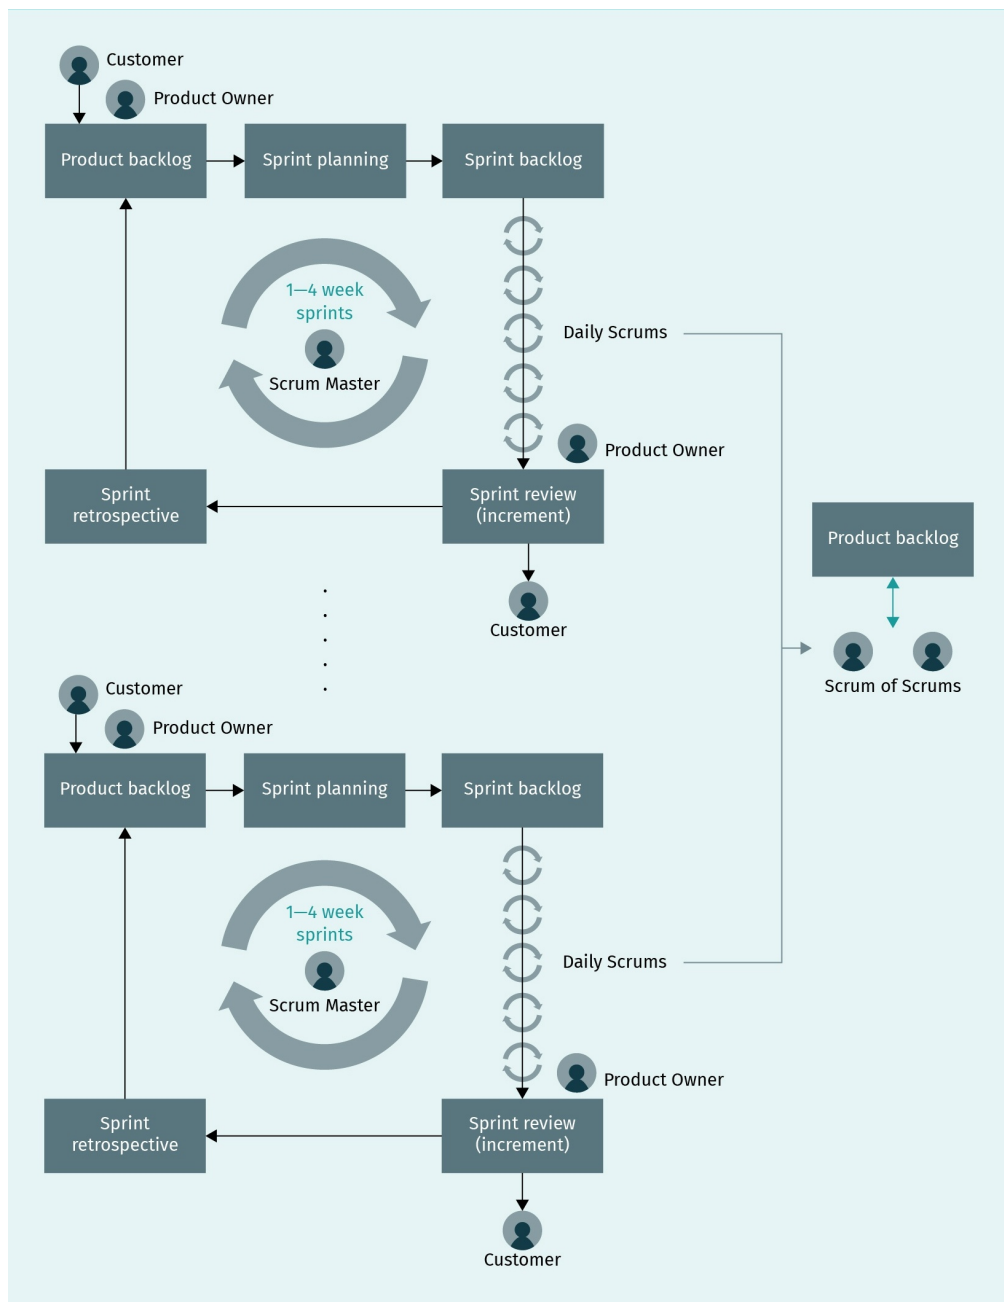 Customer
Product Owner
Product backlog
Sprint planning
Sprint backlog
1—4 week
sprints
Scrum Master
Daily Scrums
Product Owner
Sprint
retrospective
Sprint review
(increment)
Customer
Product backlog
Scrum of Scrums
Customer
Product Owner
Product backlog
Sprint planning
Sprint backlog
1—4 week
sprints
Scrum Master
Daily Scrums
Product Owner
Sprint
retrospective
Sprint review
(increment)
Customer